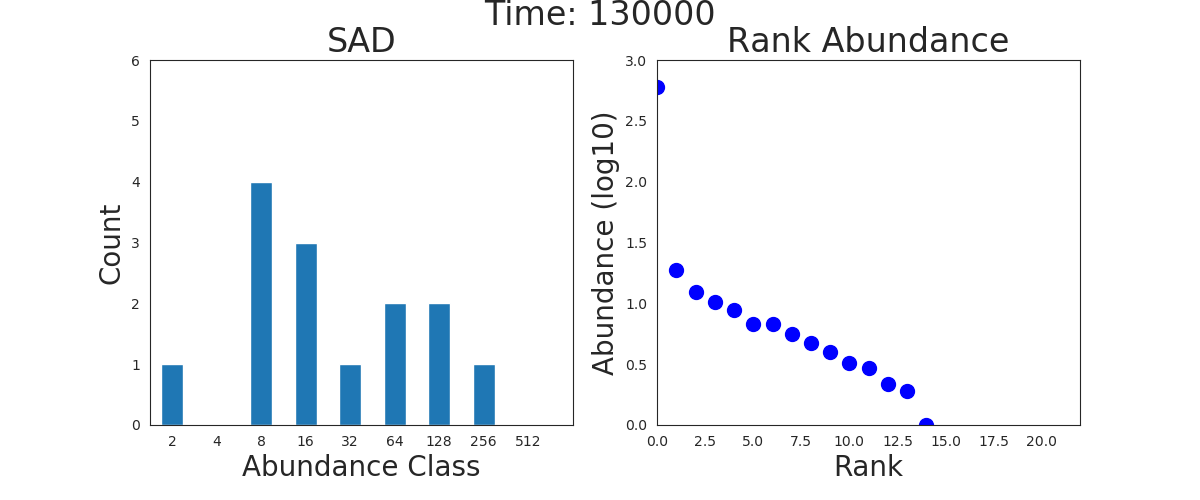 Time: 130000
SAD
6
5
4
3
2
1
0
Count
2 4 8 16 32 64 128 256 512
Abundance Class
Rank Abundance
3.0
2.5
2.0
1.5
1.0
0.5
0.0
Abundance (log10)
0.0 2.5 5.0 7.5 10.0 12.5 15.0 17.5 20.0
Rank